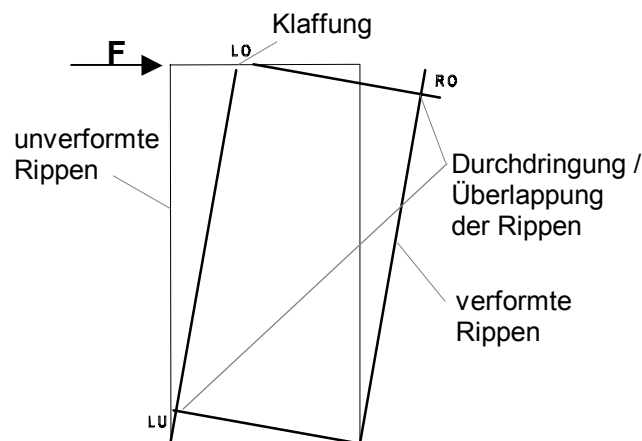 Klaffung
F
LO
RO
unverformte
Rippen
Durchdringung /
Überlappung
der Rippen
verformte
Rippen
LU